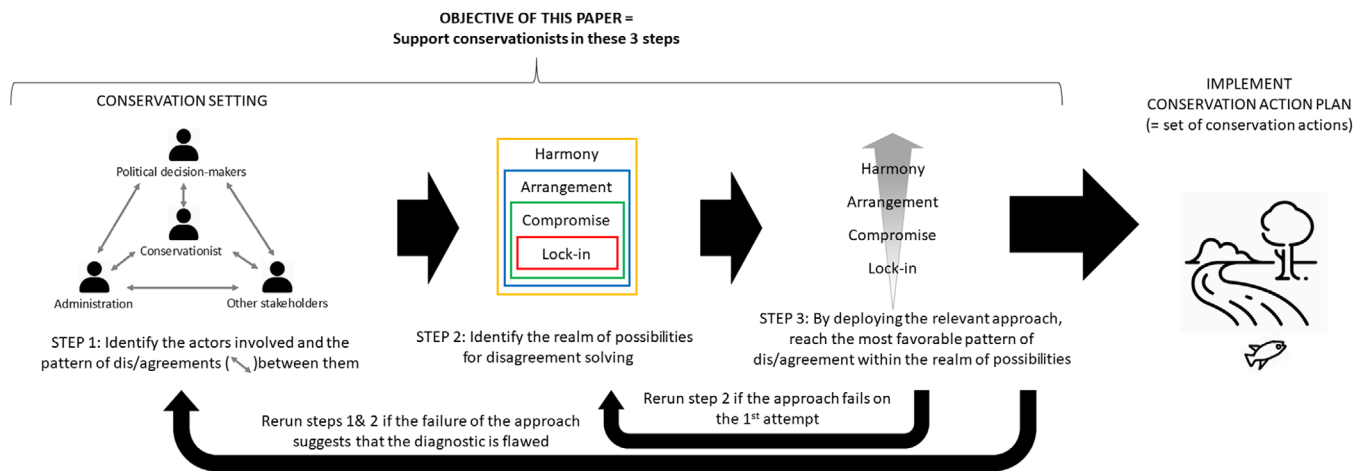 OBJECTIVE OF THIS PAPER =
Support conservationists in these 3 steps
CONSERVATION SETTING
Political decision-makers
Conservationist
Administration
Other stakeholders
STEP 1: Identify the actors involved and the
pattern of dis/agreements ( )between them
Harmony
Arrangement
Compromise
Lock-in
STEP 2: Identify the realm of possibilities
for disagreement solving
Harmony
Arrangement
Compromise
Lock-in
STEP 3: By deploying the relevant approach,
reach the most favorable pattern of
dis/agreement within the realm of possibilities
IMPLEMENT
CONSERVATION ACTION PLAN
(= set of conservation actions)
Rerun steps 1& 2 if the failure of the approach
suggests that the diagnostic is flawed
Rerun step 2 if the approach fails on
the 1st attempt